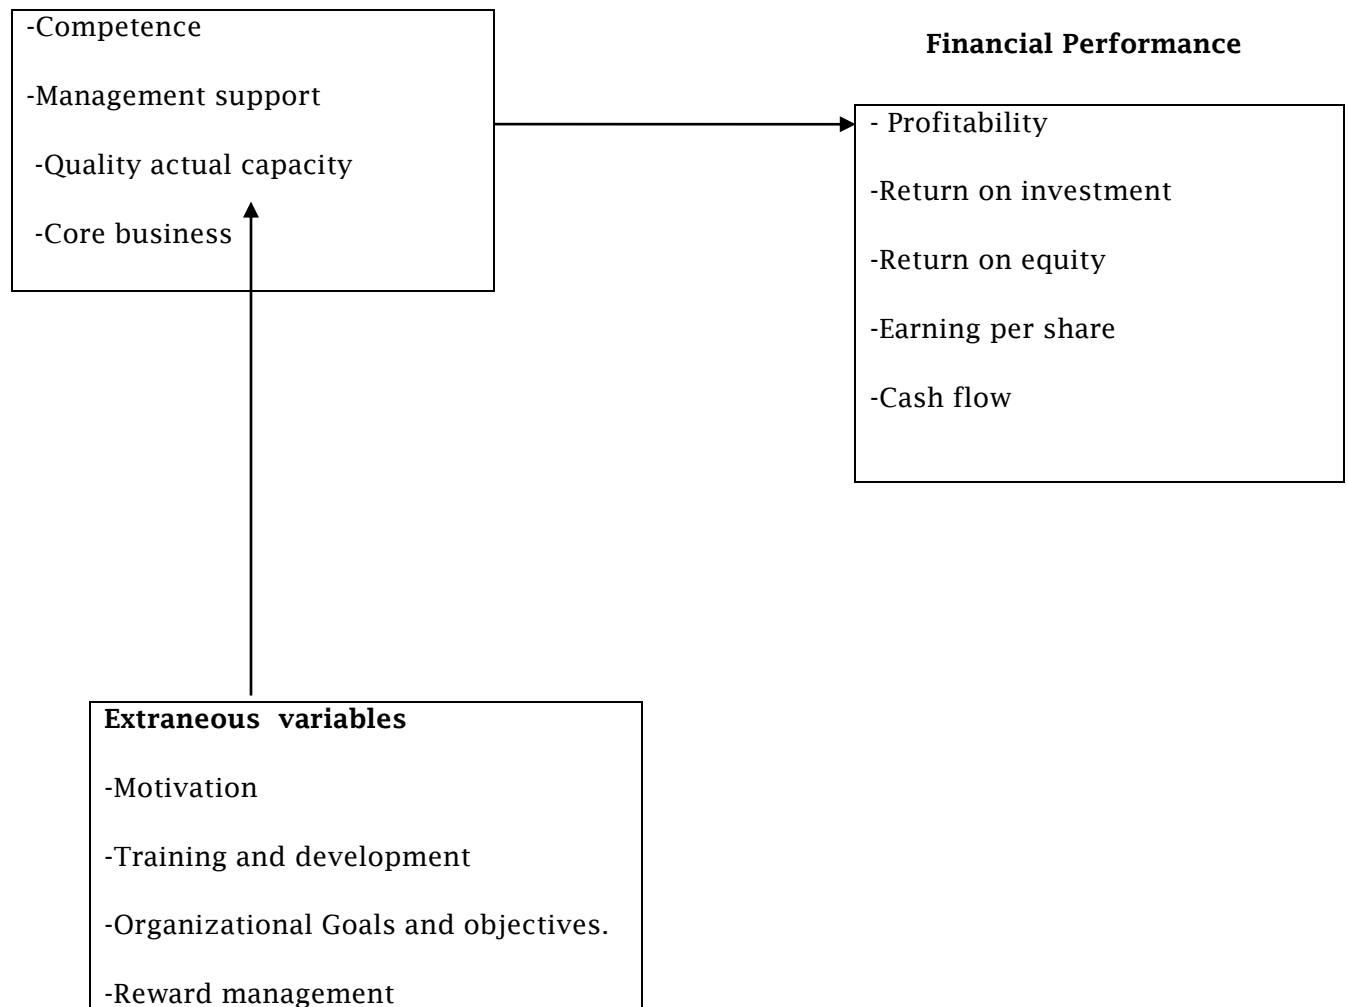 -Competence
-Management support
-Quality actual capacity
-Core business
Financial Performance
- Profitability
-Return on investment
-Return on equity
-Earning per share
-Cash flow
Extraneous variables
-Motivation
-Training and development
-Organizational Goals and objectives.
-Reward management